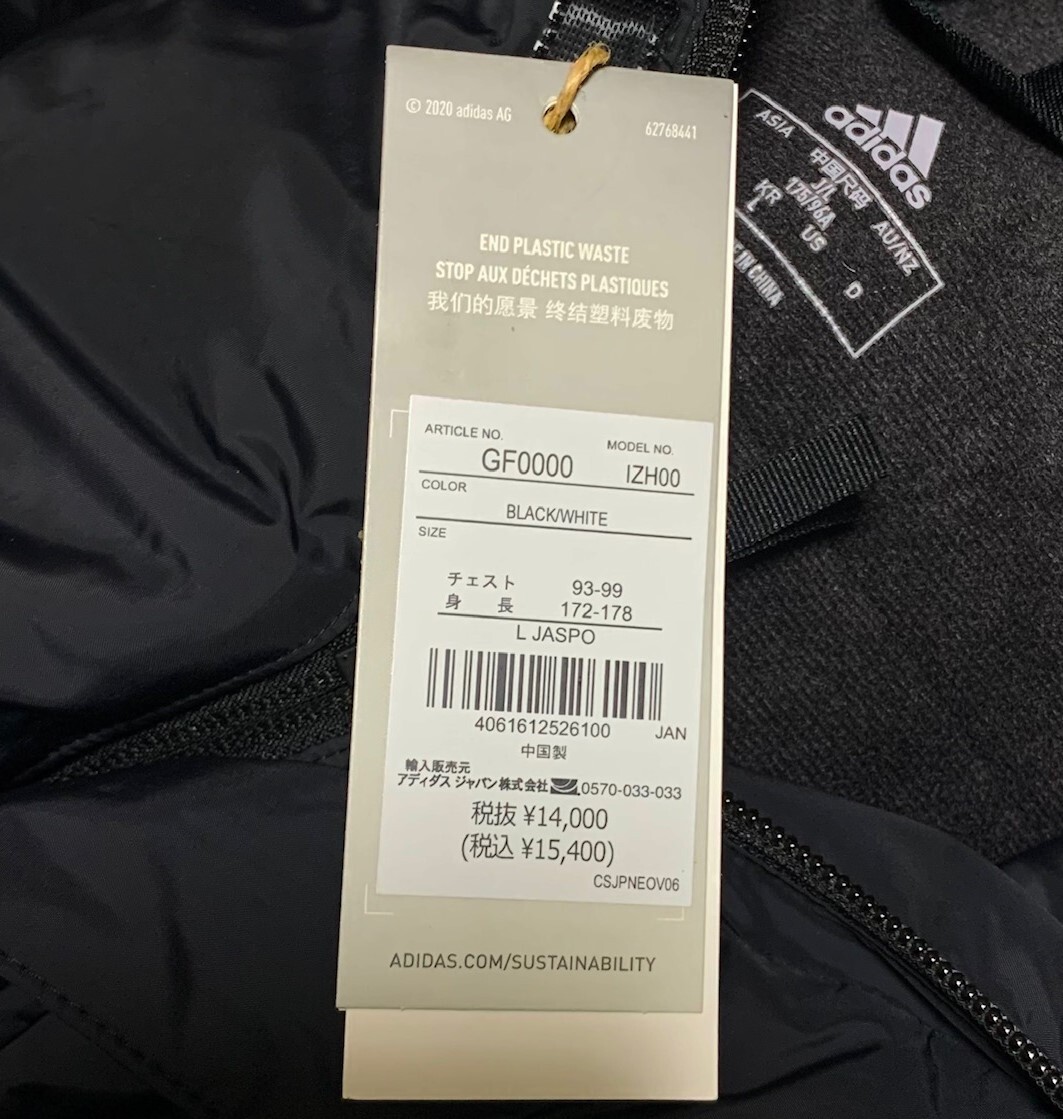 © 2020 adidas AG
62768441
END PLASTIC WASTE
STOP AUX DÉCHETS PLASTIQUES
我们的愿景 终结塑料废物
ARTICLE NO.
GF0000
MODEL NO.
IZH00
COLOR
BLACK/WHITE
SIZE
チェスト 93-99
身 長 172-178
L JASPO
4061612526100 JAN
中国製
輸入販売元
アディダス ジャパン株式会社 0570-033-033
税抜 ¥14,000
(税込 ¥15,400)
CSJPNEOV06
ADIDAS.COM/SUSTAINABILITY
adidas
ASIA
中国尺码
AU/NZ
J/L
175/96A
KR
L
US
D
IN CHINA